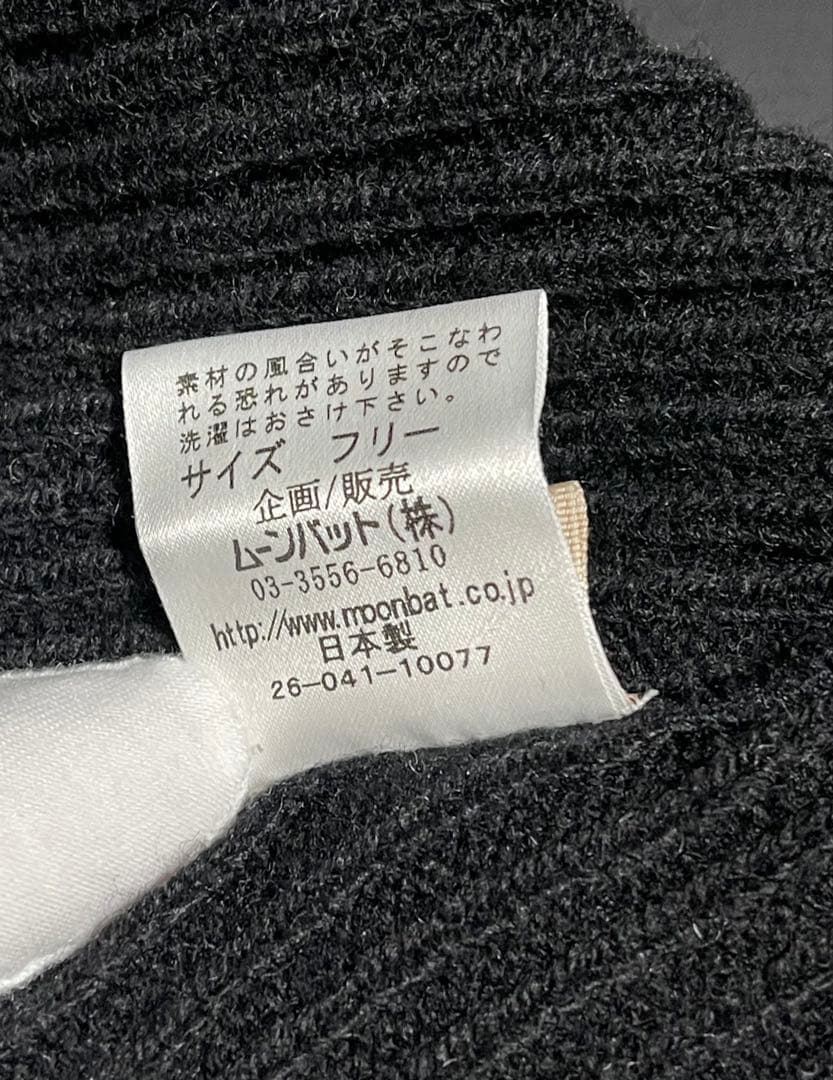 素材の風合いがそこなわ
れる恐れがありますので
洗濯はおさけ下さい。
サイズ フリー
企画/販売
ムーンバット(株)
03-3556-6810
http://www.moonbat.co.jp
日本製
26-041-10077